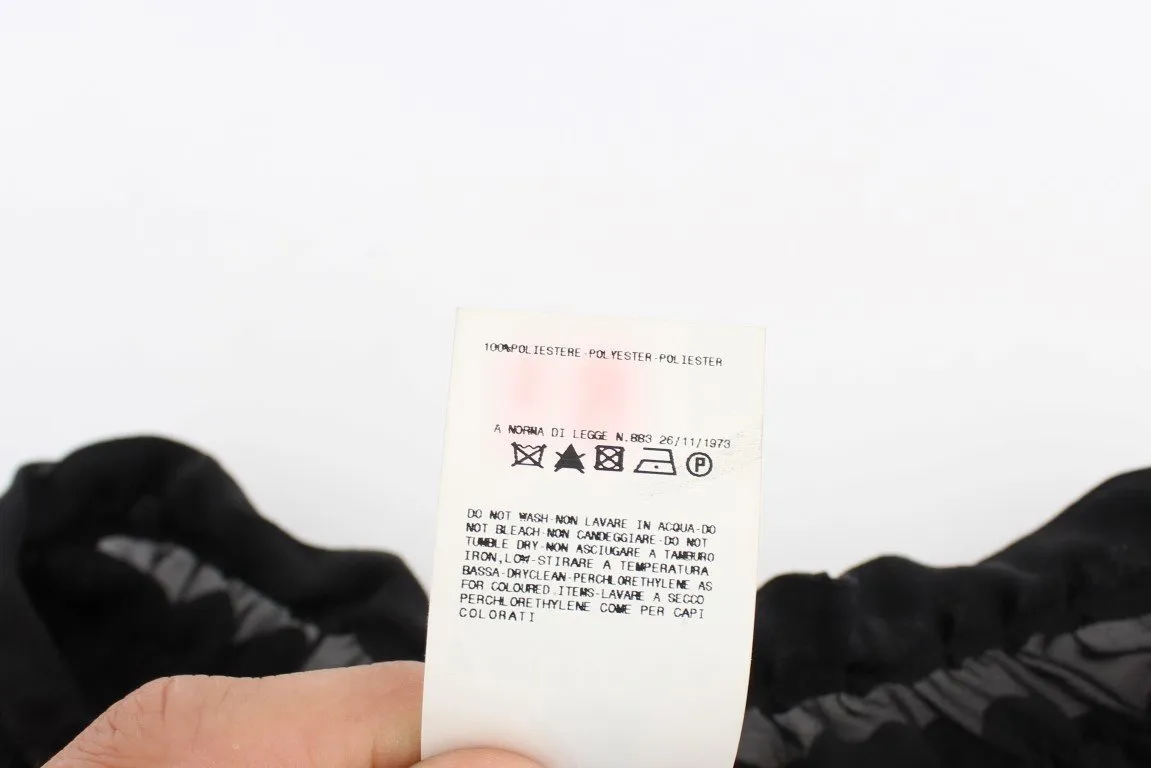 100%POLIESTERE-POLYESTER-POLIESTER
A NORMA DI LEGGE N.883 26/11/1973
P
DO NOT WASH-NON LAVARE IN ACQUA-DO
NOT BLEACH-NON CANDEGGIARE-DO NOT
TUMBLE DRY-NON ASCIUGARE A TAMBURO
IRON,LOW-STIRARE A TEMPERATURA
BASSA-DRYCLEAN-PERCHLORETHYLENE AS
FOR COLOURED ITEMS-LAVARE A SECCO
PERCHLORETHYLENE COME PER CAPI
COLORATI